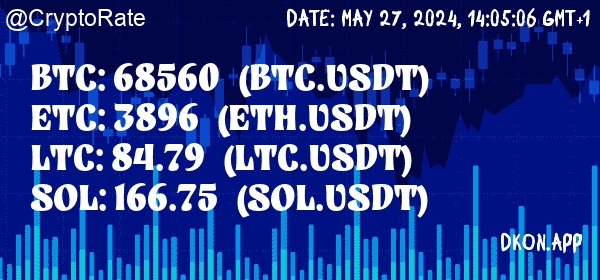 @CryptoRate
DATE: MAY 27, 2024, 14:05:06 GMT+1
BTC: 68560 (BTC.USDT)
ETC: 3896 (ETH.USDT)
LTC: 84.79 (LTC.USDT)
SOL: 166.75 (SOL.USDT)
DKON.APP